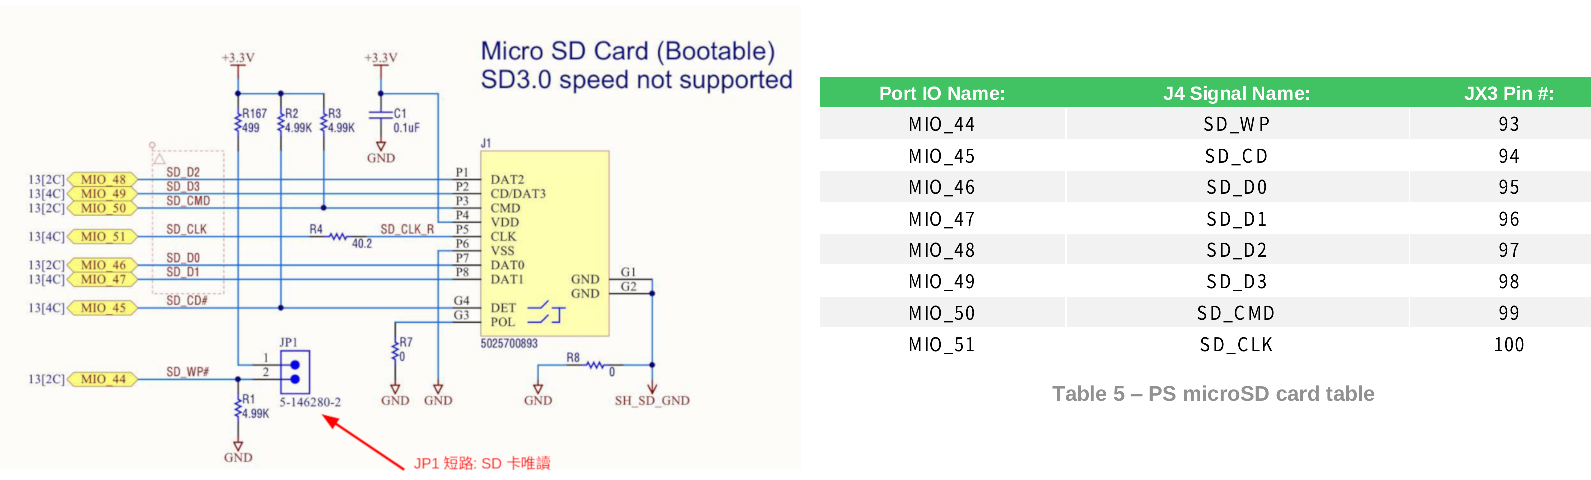 Micro SD Card (Bootable)
SD3.0 speed not supported
+3.3V
+3.3V
R167
499
R2
4.99K
R3
4.99K
C1
0.1uF
GND
J1
13[2C] MIO_48 SD_D2 P1 DAT2
13[4C] MIO_49 SD_D3 P2 CD/DAT3
13[2C] MIO_50 SD_CMD P3 CMD
P4 VDD
13[4C] MIO_51 SD_CLK R4 40.2 SD_CLK_R P5 CLK
P6 VSS
13[2C] MIO_46 SD_D0 P7 DAT0
13[4C] MIO_47 SD_D1 P8 DAT1
GND G1
GND G2
13[4C] MIO_45 SD_CD# G4 DET
G3 POL
5025700893
JP1
1
2
13[2C] MIO_44 SD_WP#
5-146280-2
R1
4.99K
GND
R7
0
GND
GND
R8
0
GND
SH_SD_GND
JP1 短路: SD 卡唯讀
Port IO Name: J4 Signal Name: JX3 Pin #:
MIO_44 SD_WP 93
MIO_45 SD_CD 94
MIO_46 SD_D0 95
MIO_47 SD_D1 96
MIO_48 SD_D2 97
MIO_49 SD_D3 98
MIO_50 SD_CMD 99
MIO_51 SD_CLK 100
Table 5 – PS microSD card table